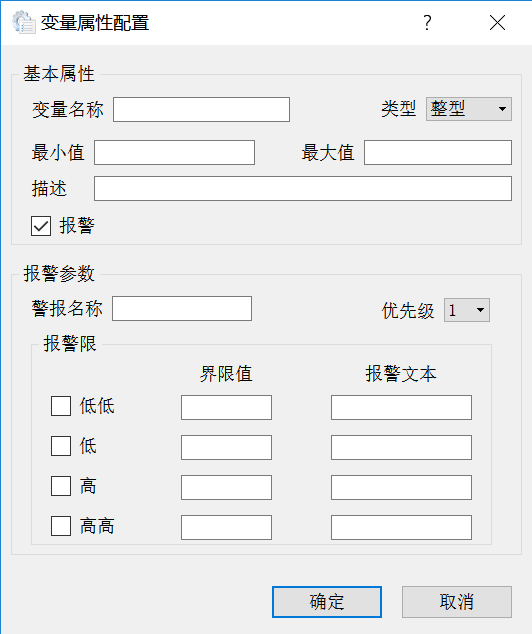 变量属性配置 ?
基本属性
变量名称 类型 整型
最小值 最大值
描述
报警
报警参数
警报名称 优先级 1
报警限
界限值 报警文本
低低
低
高
高高
确定 取消